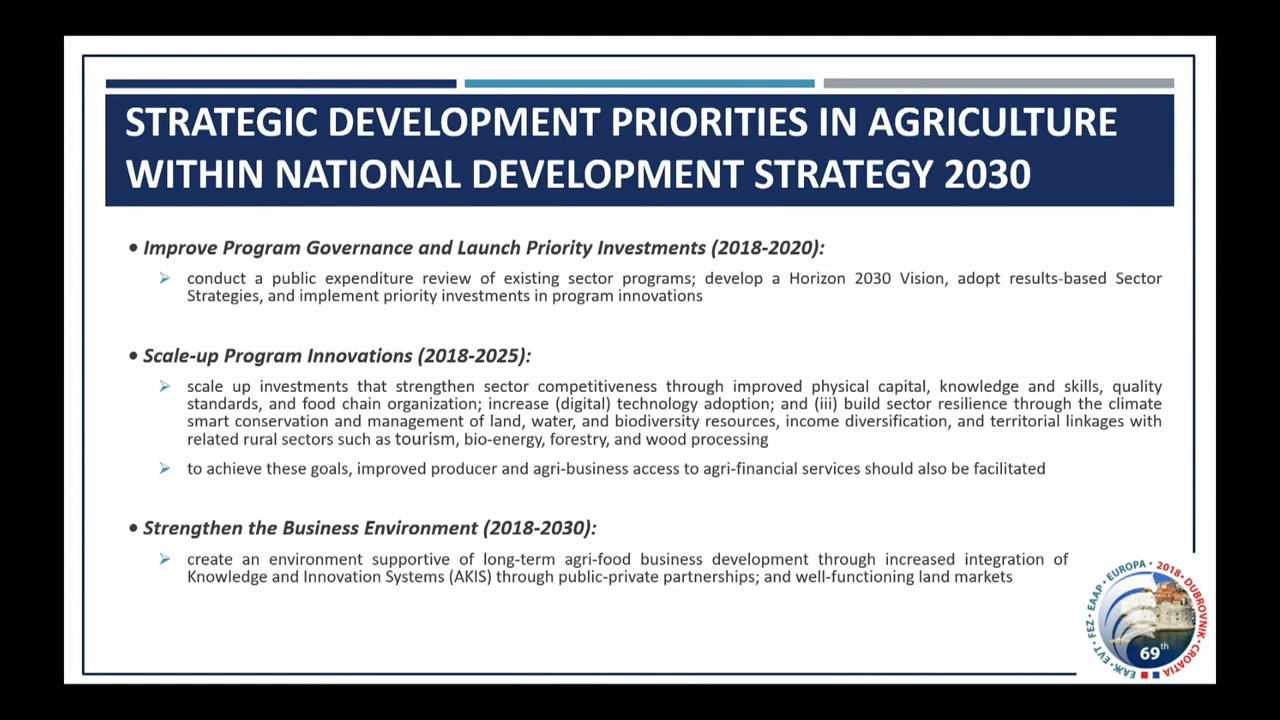 STRATEGIC DEVELOPMENT PRIORITIES IN AGRICULTURE
WITHIN NATIONAL DEVELOPMENT STRATEGY 2030
• Improve Program Governance and Launch Priority Investments (2018-2020):
➢ conduct a public expenditure review of existing sector programs; develop a Horizon 2030 Vision, adopt results-based Sector
Strategies, and implement priority investments in program innovations
• Scale-up Program Innovations (2018-2025):
➢ scale up investments that strengthen sector competitiveness through improved physical capital, knowledge and skills, quality
standards, and food chain organization; increase (digital) technology adoption; and (iii) build sector resilience through the climate
smart conservation and management of land, water, and biodiversity resources, income diversification, and territorial linkages with
related rural sectors such as tourism, bio-energy, forestry, and wood processing
➢ to achieve these goals, improved producer and agri-business access to agri-financial services should also be facilitated
• Strengthen the Business Environment (2018-2030):
➢ create an environment supportive of long-term agri-food business development through increased integration of
Knowledge and Innovation Systems (AKIS) through public-private partnerships; and well-functioning land markets
ЕАЖ • EVT • FEZ • EAAP • EUROPA • 2018 • DUBROVNIK • CROATIA
69th